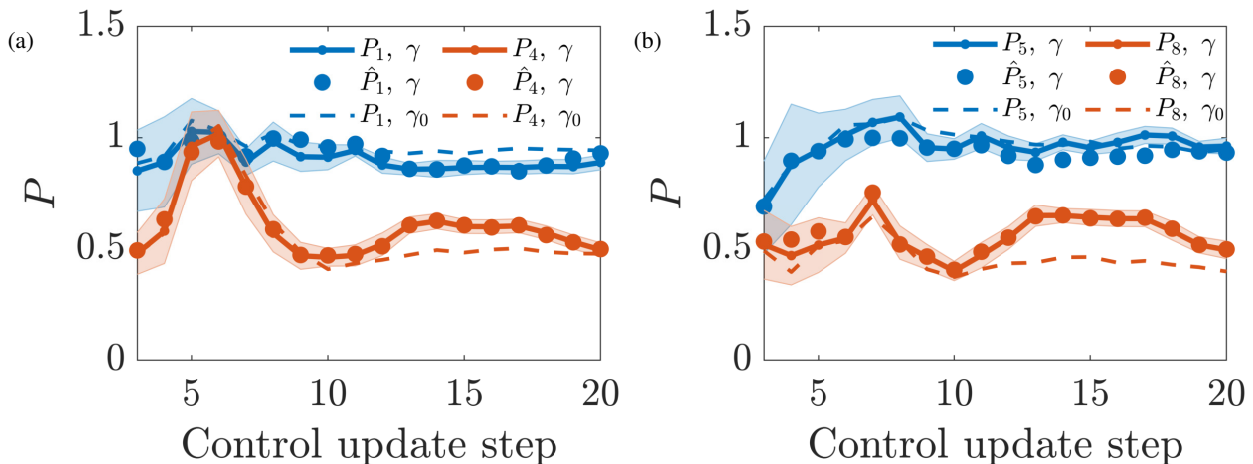 (a)
1.5
1
0.5
0
P
5 10 15 20
Control update step
P₁, γ P₄, γ
P̂₁, γ P̂₄, γ
P₁, γ₀ P₄, γ₀
(b)
1.5
1
0.5
0
P
5 10 15 20
Control update step
P₅, γ P₈, γ
P̂₅, γ P̂₈, γ
P₅, γ₀ P₈, γ₀